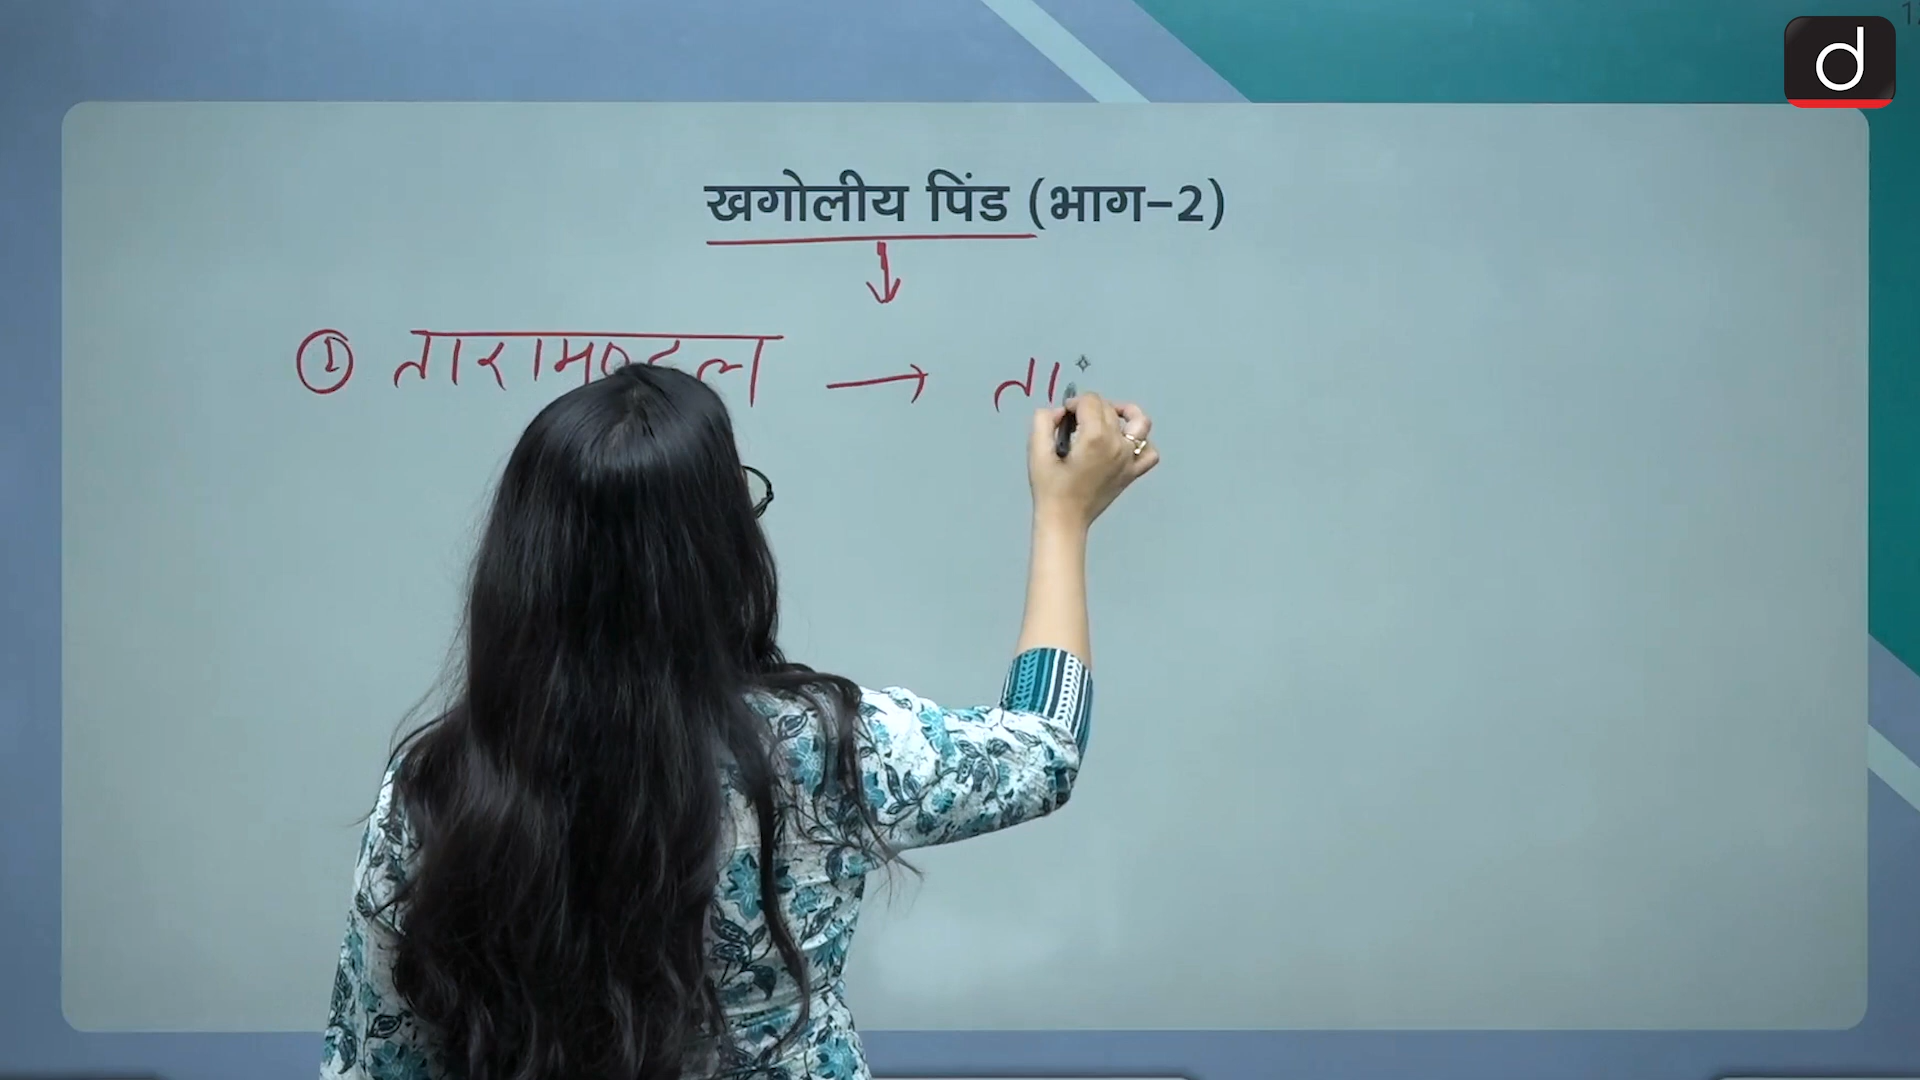 d
खगोलीय पिंड (भाग-2)
① तारामण्डल → ता